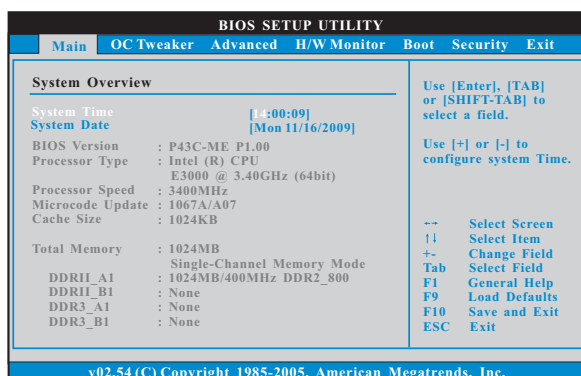 BIOS SETUP UTILITY
Main OC Tweaker Advanced H/W Monitor Boot Security Exit
System Overview
System Time [14:00:09]
System Date [Mon 11/16/2009]
BIOS Version : P43C-ME P1.00
Processor Type : Intel (R) CPU
E3000 @ 3.40GHz (64bit)
Processor Speed : 3400MHz
Microcode Update : 1067A/A07
Cache Size : 1024KB
Total Memory : 1024MB
Single-Channel Memory Mode
DDRII_A1 : 1024MB/400MHz DDR2_800
DDRII_B1 : None
DDR3_A1 : None
DDR3_B1 : None
Use [Enter], [TAB]
or [SHIFT-TAB] to
select a field.
Use [+] or [-] to
configure system Time.
←→ Select Screen
↑↓ Select Item
+- Change Field
Tab Select Field
F1 General Help
F9 Load Defaults
F10 Save and Exit
ESC Exit
v02.54 (C) Copyright 1985-2005, American Megatrends, Inc.